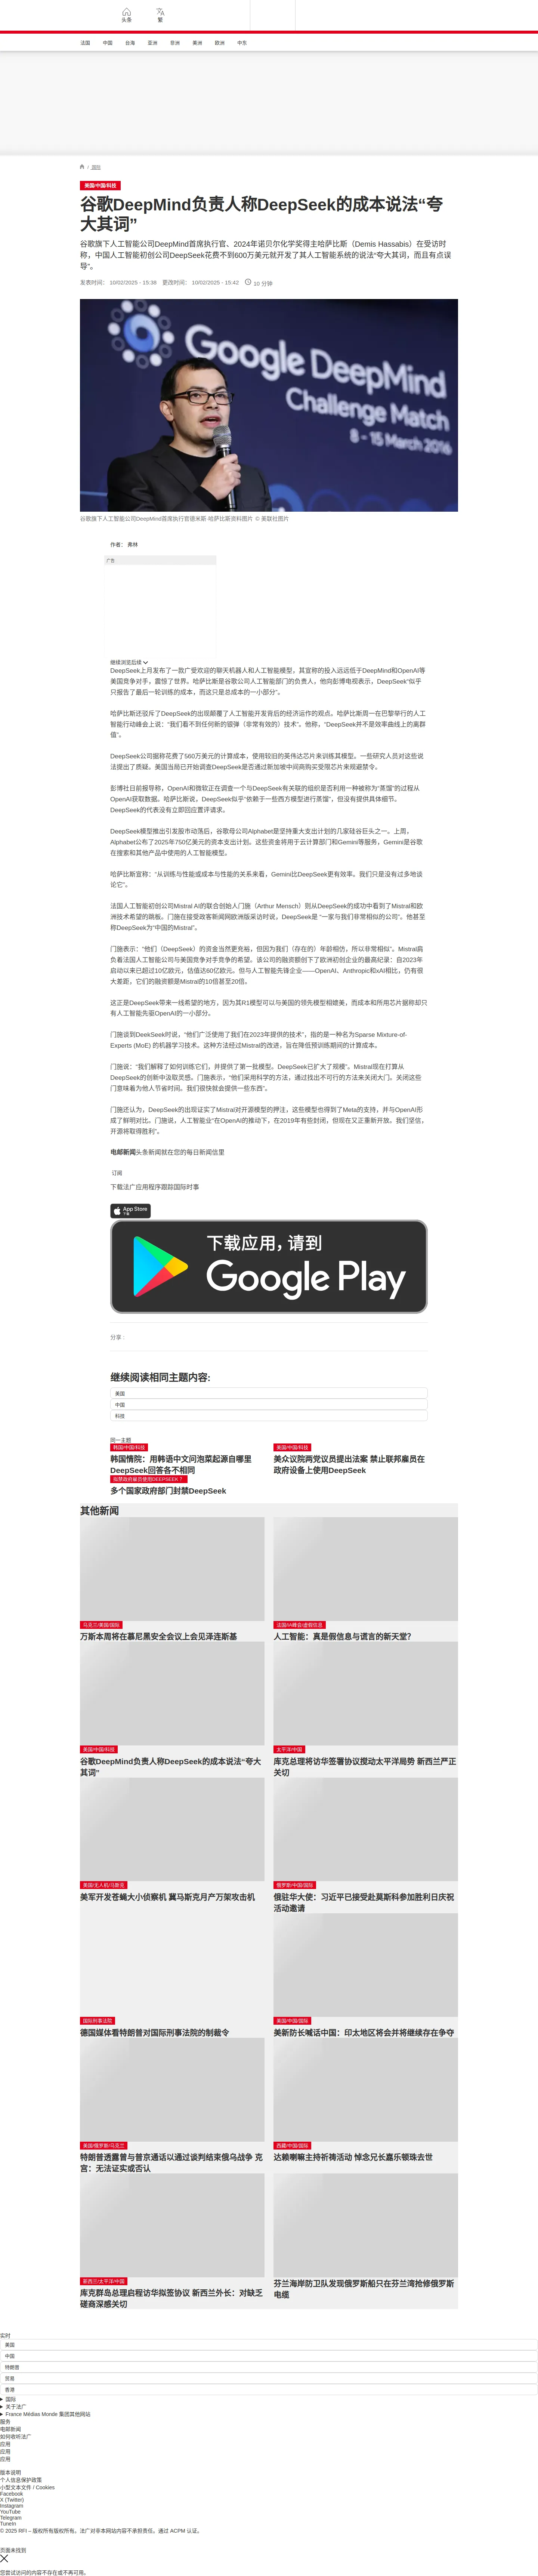 头条
繁
法国 中国 台海 亚洲 非洲 美洲 欧洲 中东
/ 国际
美国/中国/科技
谷歌DeepMind负责人称DeepSeek的成本说法“夸
大其词”
谷歌旗下人工智能公司DeepMind首席执行官、2024年诺贝尔化学奖得主哈萨比斯（Demis Hassabis）在受访时
称，中国人工智能初创公司DeepSeek花费不到600万美元就开发了其人工智能系统的说法“夸大其词，而且有点误
导”。
发表时间： 10/02/2025 - 15:38 更改时间： 10/02/2025 - 15:42 10 分钟
Google DeepMind
Challenge Match
8 - 15 March 2016
谷歌旗下人工智能公司DeepMind首席执行官德米斯·哈萨比斯资料图片 © 美联社图片
作者： 弗林
广告
继续浏览后续
DeepSeek上月发布了一款广受欢迎的聊天机器人和人工智能模型，其宣称的投入远远低于DeepMind和OpenAI等
美国竞争对手，震惊了世界。哈萨比斯是谷歌公司人工智能部门的负责人，他向彭博电视表示，DeepSeek“似乎
只报告了最后一轮训练的成本，而这只是总成本的一小部分”。
哈萨比斯还驳斥了DeepSeek的出现颠覆了人工智能开发背后的经济运作的观点。哈萨比斯周一在巴黎举行的人工
智能行动峰会上说：“我们看不到任何新的银弹（非常有效的）技术”。他称，“DeepSeek并不是效率曲线上的离群
值”。
DeepSeek公司据称花费了560万美元的计算成本，使用较旧的英伟达芯片来训练其模型。一些研究人员对这些说
法提出了质疑。美国当局已开始调查DeepSeek是否通过新加坡中间商购买受限芯片来规避禁令。
彭博社日前报导称，OpenAI和微软正在调查一个与DeepSeek有关联的组织是否利用一种被称为“蒸馏”的过程从
OpenAI获取数据。哈萨比斯说，DeepSeek似乎“依赖于一些西方模型进行蒸馏”，但没有提供具体细节。
DeepSeek的代表没有立即回应置评请求。
DeepSeek模型推出引发股市动荡后，谷歌母公司Alphabet是坚持重大支出计划的几家硅谷巨头之一。上周，
Alphabet公布了2025年750亿美元的资本支出计划。这些资金将用于云计算部门和Gemini等服务，Gemini是谷歌
在搜索和其他产品中使用的人工智能模型。
哈萨比斯宣称：“从训练与性能或成本与性能的关系来看，Gemini比DeepSeek更有效率。我们只是没有过多地谈
论它”。
法国人工智能初创公司Mistral AI的联合创始人门施（Arthur Mensch）则从DeepSeek的成功中看到了Mistral和欧
洲技术希望的跳板。门施在接受政客新闻网欧洲版采访时说，DeepSeek是 “一家与我们非常相似的公司”。他甚至
称DeepSeek为“中国的Mistral”。
门施表示：“他们（DeepSeek）的资金当然更充裕，但因为我们（存在的）年龄相仿，所以非常相似”。Mistral肩
负着法国人工智能公司与美国竞争对手竞争的希望。该公司的融资额创下了欧洲初创企业的最高纪录：自2023年
启动以来已超过10亿欧元，估值达60亿欧元。但与人工智能先锋企业——OpenAI、Anthropic和xAI相比，仍有很
大差距，它们的融资额是Mistral的10倍甚至20倍。
这正是DeepSeek带来一线希望的地方，因为其R1模型可以与美国的领先模型相媲美，而成本和所用芯片据称却只
有人工智能先驱OpenAI的一小部分。
门施谈到DeekSeek时说，“他们广泛使用了我们在2023年提供的技术”，指的是一种名为Sparse Mixture-of-
Experts (MoE) 的机器学习技术。这种方法经过Mistral的改进，旨在降低预训练期间的计算成本。
门施说：“我们解释了如何训练它们，并提供了第一批模型。DeepSeek已扩大了规模”。Mistral现在打算从
DeepSeek的创新中汲取灵感。门施表示，“他们采用科学的方法，通过找出不可行的方法来关闭大门。关闭这些
门意味着为他人节省时间。我们很快就会提供一些东西”。
门施还认为，DeepSeek的出现证实了Mistral对开源模型的押注，这些模型也得到了Meta的支持，并与OpenAI形
成了鲜明对比。门施说，人工智能业“在OpenAI的推动下，在2019年有些封闭，但现在又正重新开放。我们坚信，
开源将取得胜利”。
电邮新闻头条新闻就在您的每日新闻信里
订阅
下载法广应用程序跟踪国际时事
App Store
下载
下载应用，请到
Google Play
分享 :
继续阅读相同主题内容:
美国
中国
科技
同一主题
韩国/中国/科技
韩国情院：用韩语中文问泡菜起源自哪里
DeepSeek回答各不相同
美国/中国/科技
美众议院两党议员提出法案 禁止联邦雇员在
政府设备上使用DeepSeek
拟禁政府雇员使用DEEPSEEK ?
多个国家政府部门封禁DeepSeek
其他新闻
乌克兰/美国/国际
万斯本周将在慕尼黑安全会议上会见泽连斯基
法国/IA峰会/虚假信息
人工智能：真是假信息与谎言的新天堂?
美国/中国/科技
谷歌DeepMind负责人称DeepSeek的成本说法“夸大
其词”
太平洋/中国
库克总理将访华签署协议搅动太平洋局势 新西兰严正
关切
美国/无人机/马斯克
美军开发苍蝇大小侦察机 冀马斯克月产万架攻击机
俄罗斯/中国/国际
俄驻华大使：习近平已接受赴莫斯科参加胜利日庆祝
活动邀请
国际刑事法院
德国媒体看特朗普对国际刑事法院的制裁令
美国/中国/国际
美新防长喊话中国：印太地区将会并将继续存在争夺
美国/俄罗斯/乌克兰
特朗普透露曾与普京通话以通过谈判结束俄乌战争 克
宫：无法证实或否认
西藏/中国/国际
达赖喇嘛主持祈祷活动 悼念兄长嘉乐顿珠去世
新西兰/太平洋/中国
库克群岛总理启程访华拟签协议 新西兰外长：对缺乏
磋商深感关切
芬兰海岸防卫队发现俄罗斯船只在芬兰湾抢修俄罗斯
电缆
实时
美国
中国
特朗普
贸易
香港
国际
关于法广
France Médias Monde 集团其他网站
服务
电邮新闻
如何收听法广
应用
应用
应用
版本说明
个人信息保护政策
小型文本文件 / Cookies
Facebook
X (Twitter)
Instagram
YouTube
Telegram
TuneIn
© 2025 RFI – 版权所有版权所有。法广对非本网站内容不承担责任。通过 ACPM 认证。
页面未找到
您尝试访问的内容不存在或不再可用。